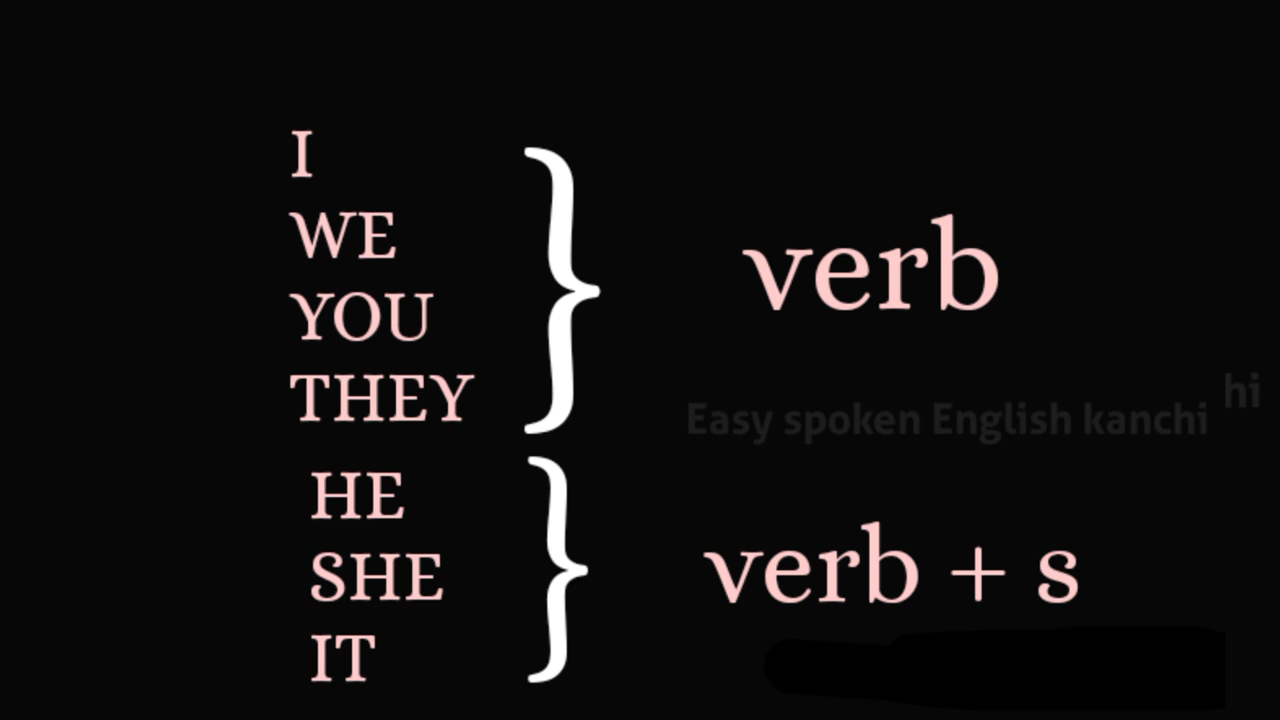 I
WE
YOU
THEY
verb
hi
Easy spoken English kanchi
HE
SHE
IT
verb + s